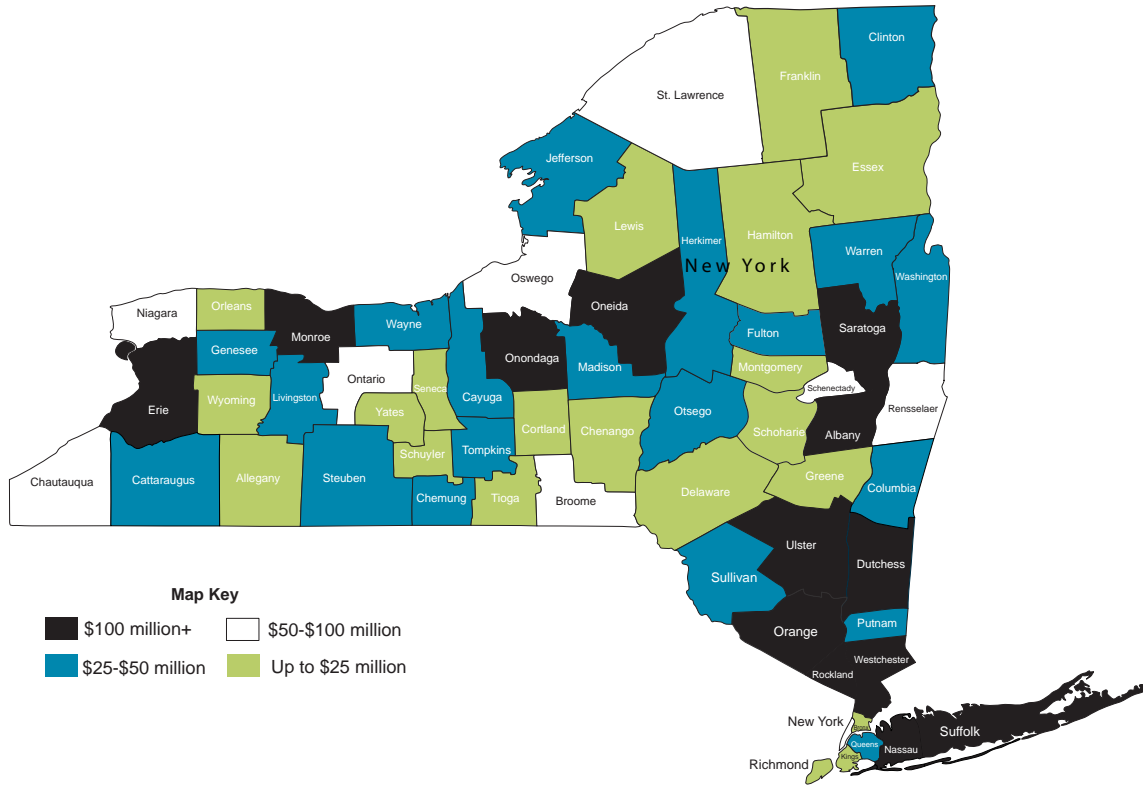 Clinton
Franklin
St. Lawrence
Jefferson
Essex
Lewis
Herkimer
Hamilton
New York
Warren
Washington
Oswego
Oneida
Orleans
Niagara
Monroe
Wayne
Saratoga
Fulton
Genesee
Onondaga
Madison
Montgomery
Ontario
Schenectady
Seneca
Wyoming
Livingston
Cayuga
Rensselaer
Erie
Yates
Otsego
Cortland
Chenango
Schoharie
Albany
Tompkins
Schuyler
Chautauqua
Cattaraugus
Allegany
Steuben
Chemung
Tioga
Broome
Delaware
Greene
Columbia
Ulster
Dutchess
Sullivan
Putnam
Orange
Westchester
Rockland
New York
Bronx
Suffolk
Queens
Nassau
Kings
Richmond
Map Key
$100 million+
$50-$100 million
$25-$50 million
Up to $25 million